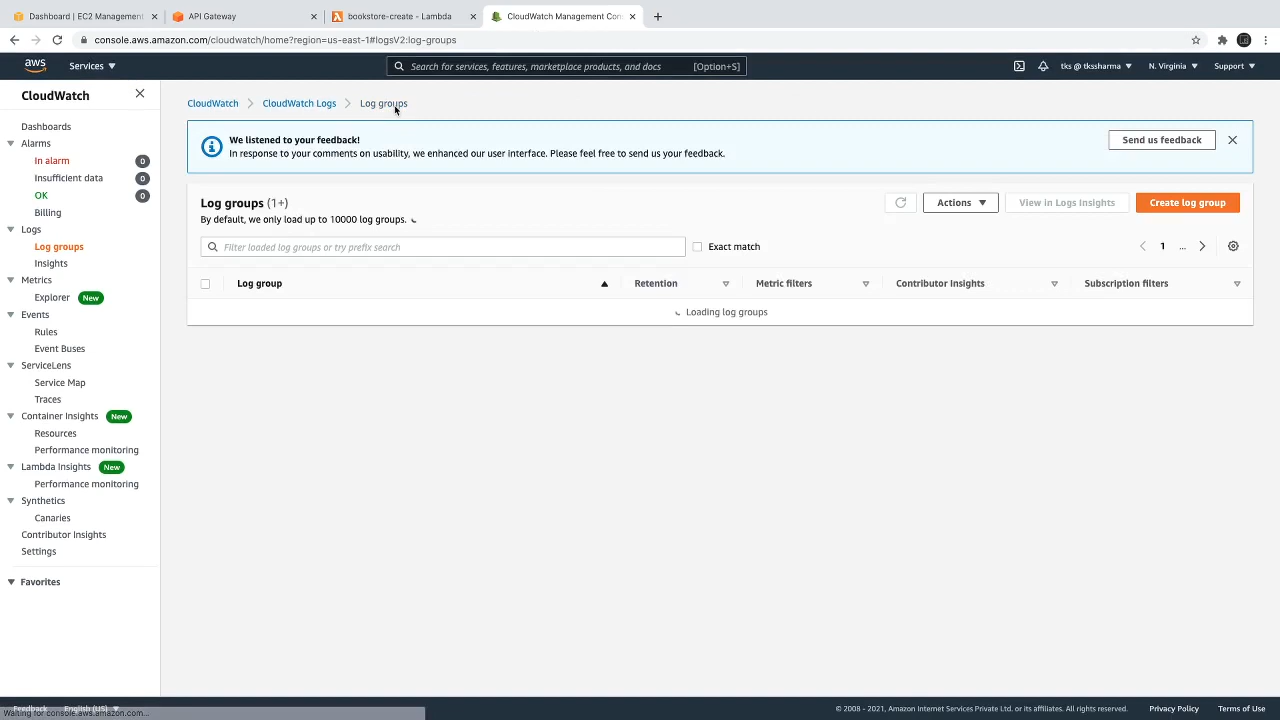 Dashboard | EC2 Management
API Gateway
bookstore-create - Lambda
CloudWatch Management Con
console.aws.amazon.com/cloudwatch/home?region=us-east-1#logsV2:log-groups
aws
Services
Search for services, features, marketplace products, and docs
[Option+S]
tks @ tkssharma
N. Virginia
Support
CloudWatch
Dashboards
Alarms
In alarm 0
Insufficient data 0
OK 0
Billing
Logs
Log groups
Insights
Metrics
Explorer New
Events
Rules
Event Buses
ServiceLens
Service Map
Traces
Container Insights New
Resources
Performance monitoring
Lambda Insights New
Performance monitoring
Synthetics
Canaries
Contributor Insights
Settings
Favorites
CloudWatch
CloudWatch Logs
Log groups
We listened to your feedback!
In response to your comments on usability, we enhanced our user interface. Please feel free to send us your feedback.
Send us feedback
Log groups (1+)
By default, we only load up to 10000 log groups.
Actions
View in Logs Insights
Create log group
Filter loaded log groups or try prefix search
Exact match
1 ...
Log group
Retention
Metric filters
Contributor Insights
Subscription filters
Loading log groups
Feedback
English (US)
Waiting for console.aws.amazon.com...
© 2008 - 2021, Amazon Internet Services Private Ltd. or its affiliates. All rights reserved.
Privacy Policy
Terms of Use